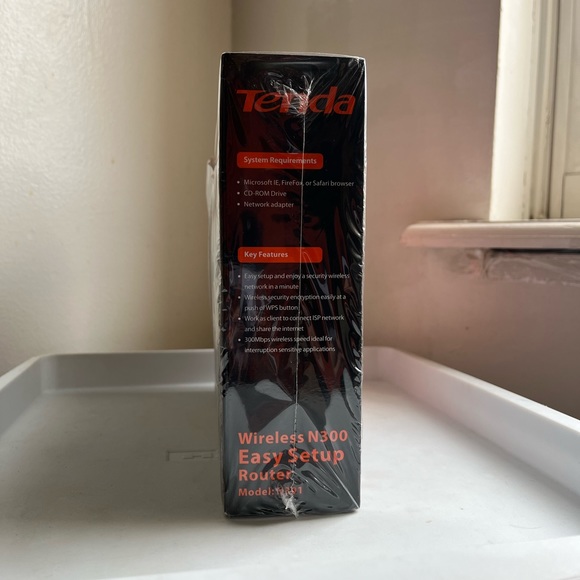 Tenda
System Requirements
• Microsoft IE, FireFox, or Safari browser
• CD-ROM Drive
• Network adapter
Key Features
• Easy setup and enjoy a security wireless
network in a minute
• Wireless security encryption easily at a
push of WPS button
• Work as client to connect ISP network
and share the internet
• 300Mbps wireless speed ideal for
interruption sensitive applications
Wireless N300
Easy Setup
Router
Model: